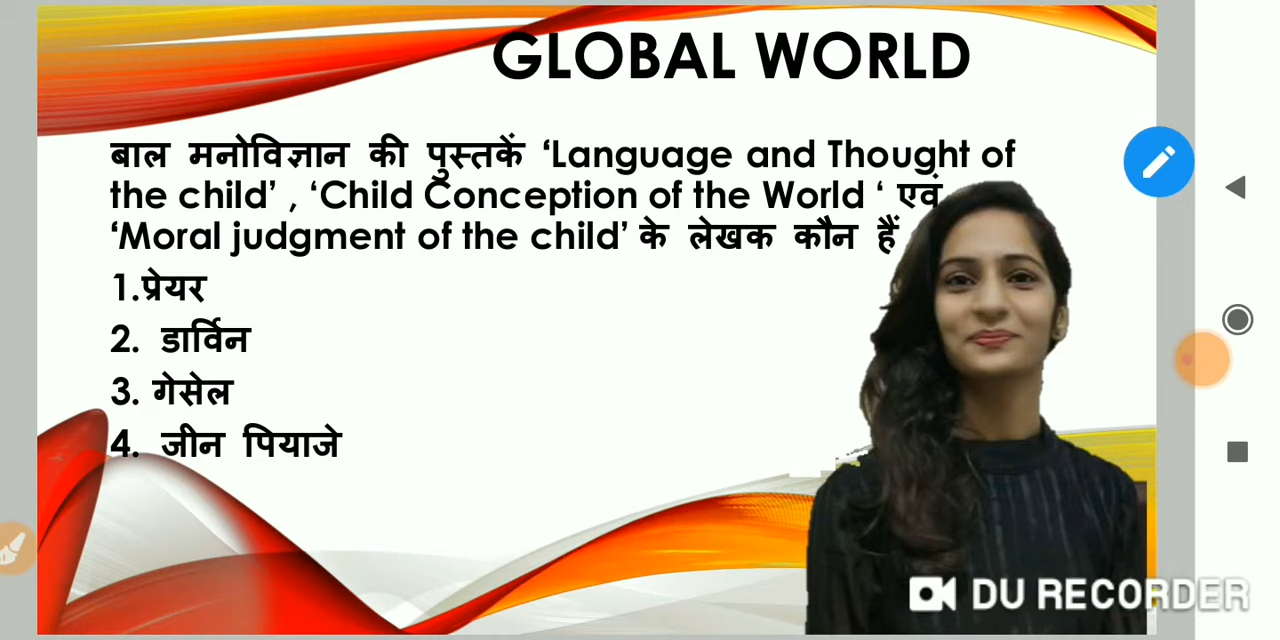 GLOBAL WORLD
बाल मनोविज्ञान की पुस्तकें ‘Language and Thought of
the child’ , ‘Child Conception of the World ‘ एवं
‘Moral judgment of the child’ के लेखक कौन हैं
1.प्रेयर
2. डार्विन
3. गेसेल
4. जीन पियाजे
DU RECORDER